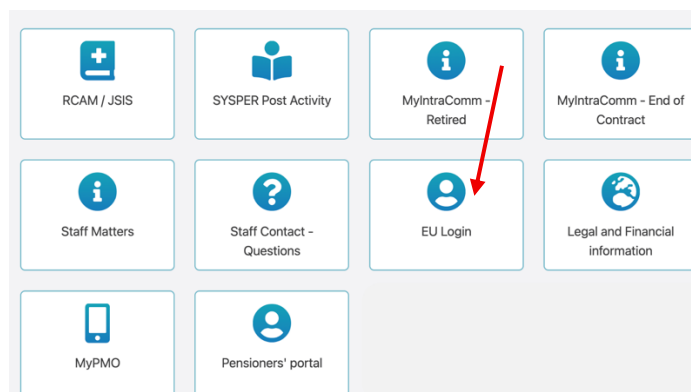 RCAM / JSIS
SYSPER Post Activity
MyIntraComm -
Retired
MyIntraComm - End of
Contract
Staff Matters
Staff Contact -
Questions
EU Login
Legal and Financial
information
MyPMO
Pensioners' portal